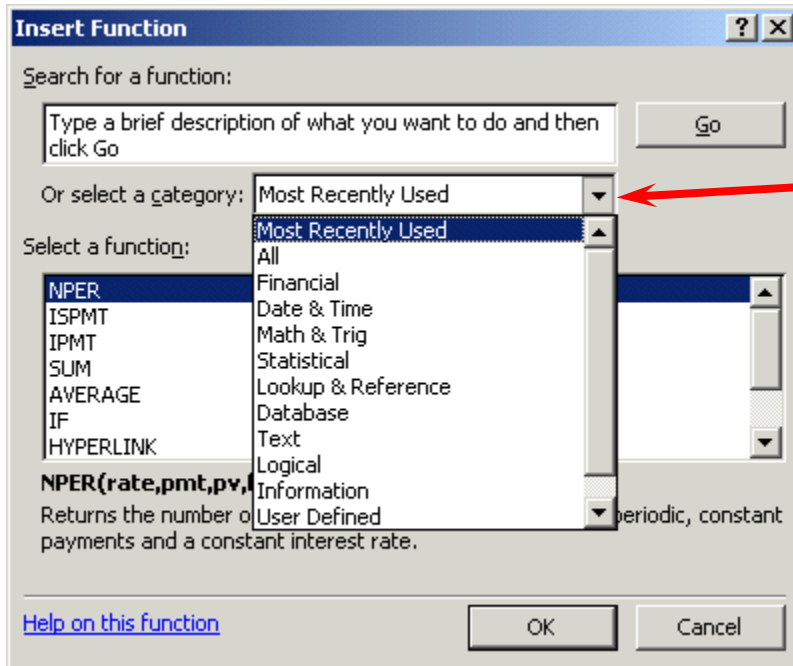 Insert Function
Search for a function:
Type a brief description of what you want to do and then
click Go
Go
Or select a category:
Most Recently Used
Most Recently Used
All
Financial
Date & Time
Math & Trig
Statistical
Lookup & Reference
Database
Text
Logical
Information
User Defined
Select a function:
NPER
ISPMT
IPMT
SUM
AVERAGE
IF
HYPERLINK
NPER(rate,pmt,pv,
Returns the number o periodic, constant
payments and a constant interest rate.
Help on this function
OK
Cancel